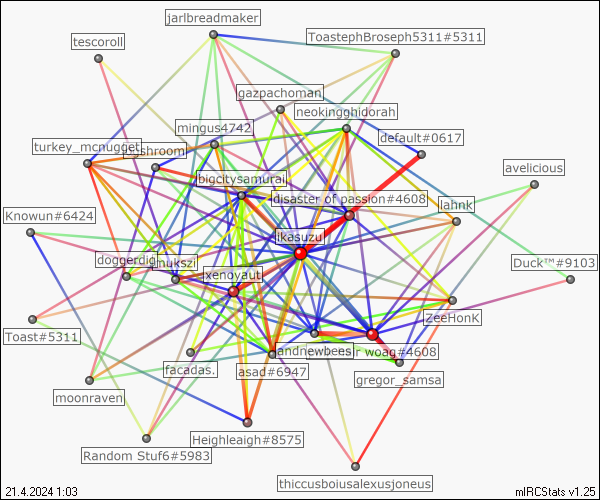 jarlbreadmaker
ToastephBroseph5311#5311
tescoroll
gazpachoman
neokingghidorah
mingus4742
default#0617
turkey_mcnugget
shroom
avelicious
bigcitysamurai
disaster of passion#4608
lahnk
Knowun#6424
ikasuzu
doggerdig
mukszi
xenoyaut
Duck™#9103
ZeeHonK
Toast#5311
andnewbees
r woag#4608
facadas.
asad#6947
gregor_samsa
moonraven
Heighleaigh#8575
Random Stuf6#5983
thiccusboiusalexusjoneus
21.4.2024 1:03
mIRCStats v1.25